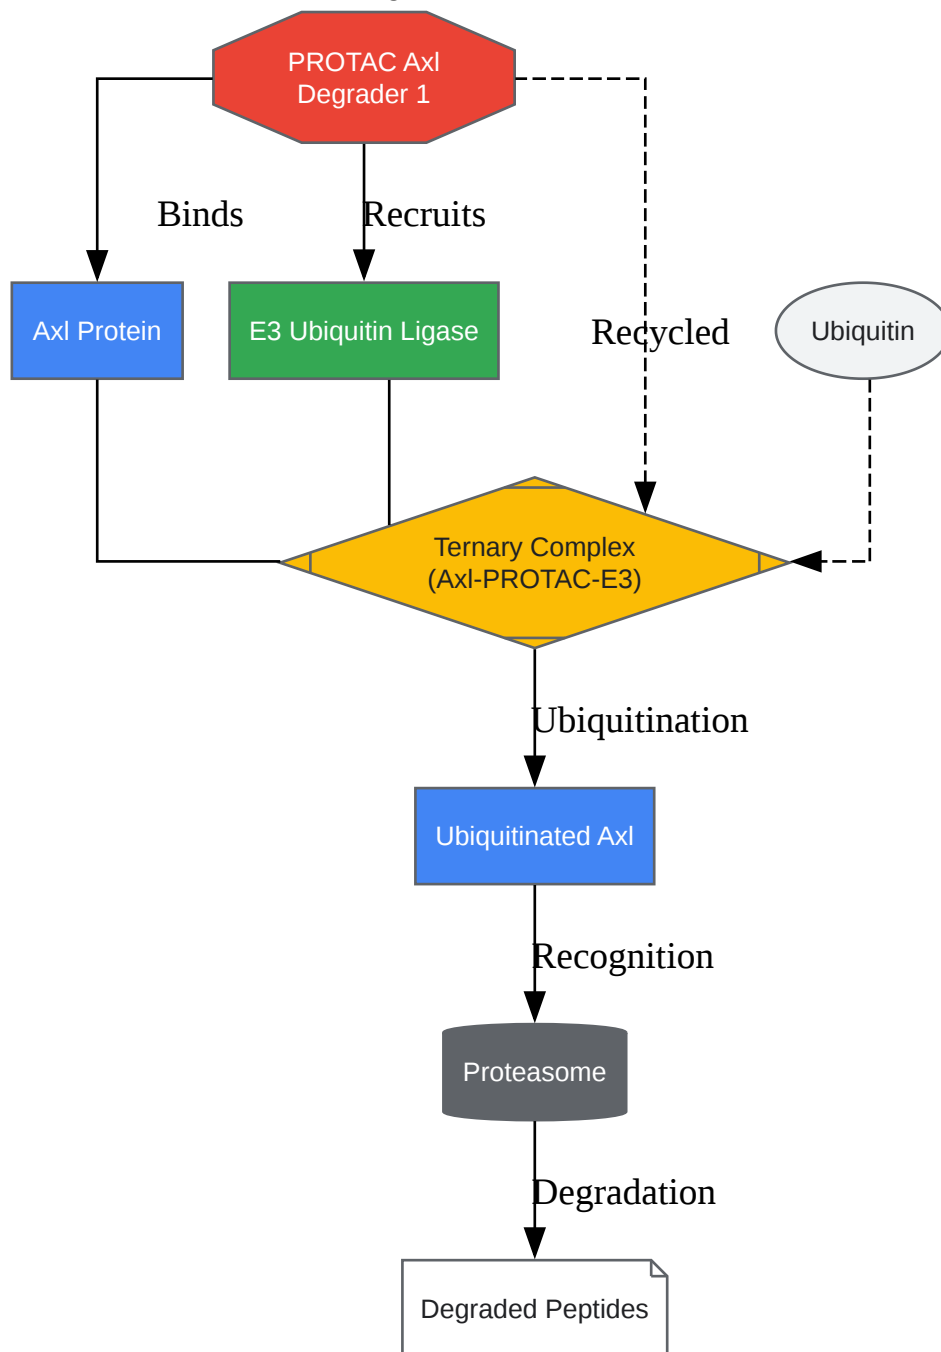 PROTAC Axl
Degrader 1
Binds
Recruits
Axl Protein
E3 Ubiquitin Ligase
Recycled
Ubiquitin
Ternary Complex
(Axl-PROTAC-E3)
Ubiquitination
Ubiquitinated Axl
Recognition
Proteasome
Degradation
Degraded Peptides